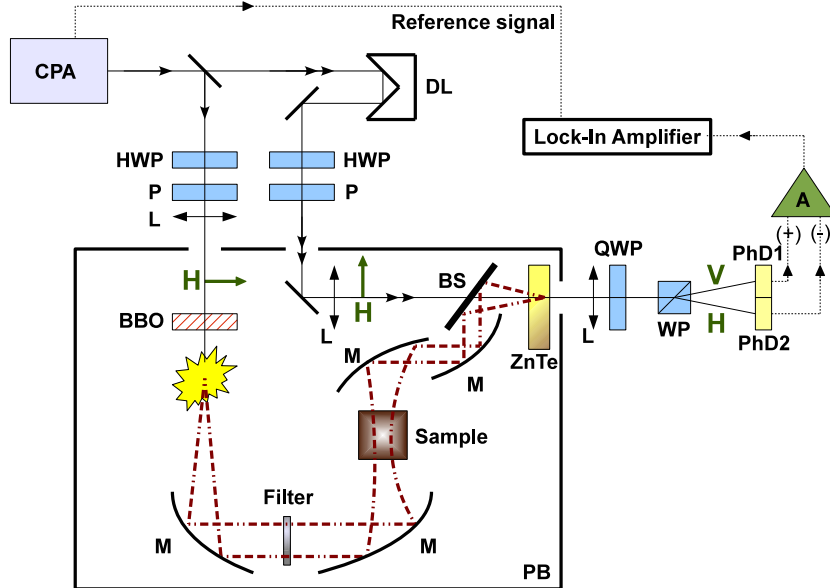 Reference signal
CPA
DL
Lock-In Amplifier
HWP
HWP
P
P
L
A
(+)
(-)
QWP
PhD1
H
BS
V
BBO
H
L
L
WP
H
PhD2
ZnTe
M
M
Sample
Filter
M
M
PB